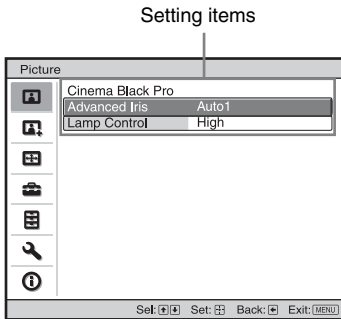 Setting items
Picture
Cinema Black Pro
Advanced Iris Auto1
Lamp Control High
Sel: Set: Back: Exit: MENU